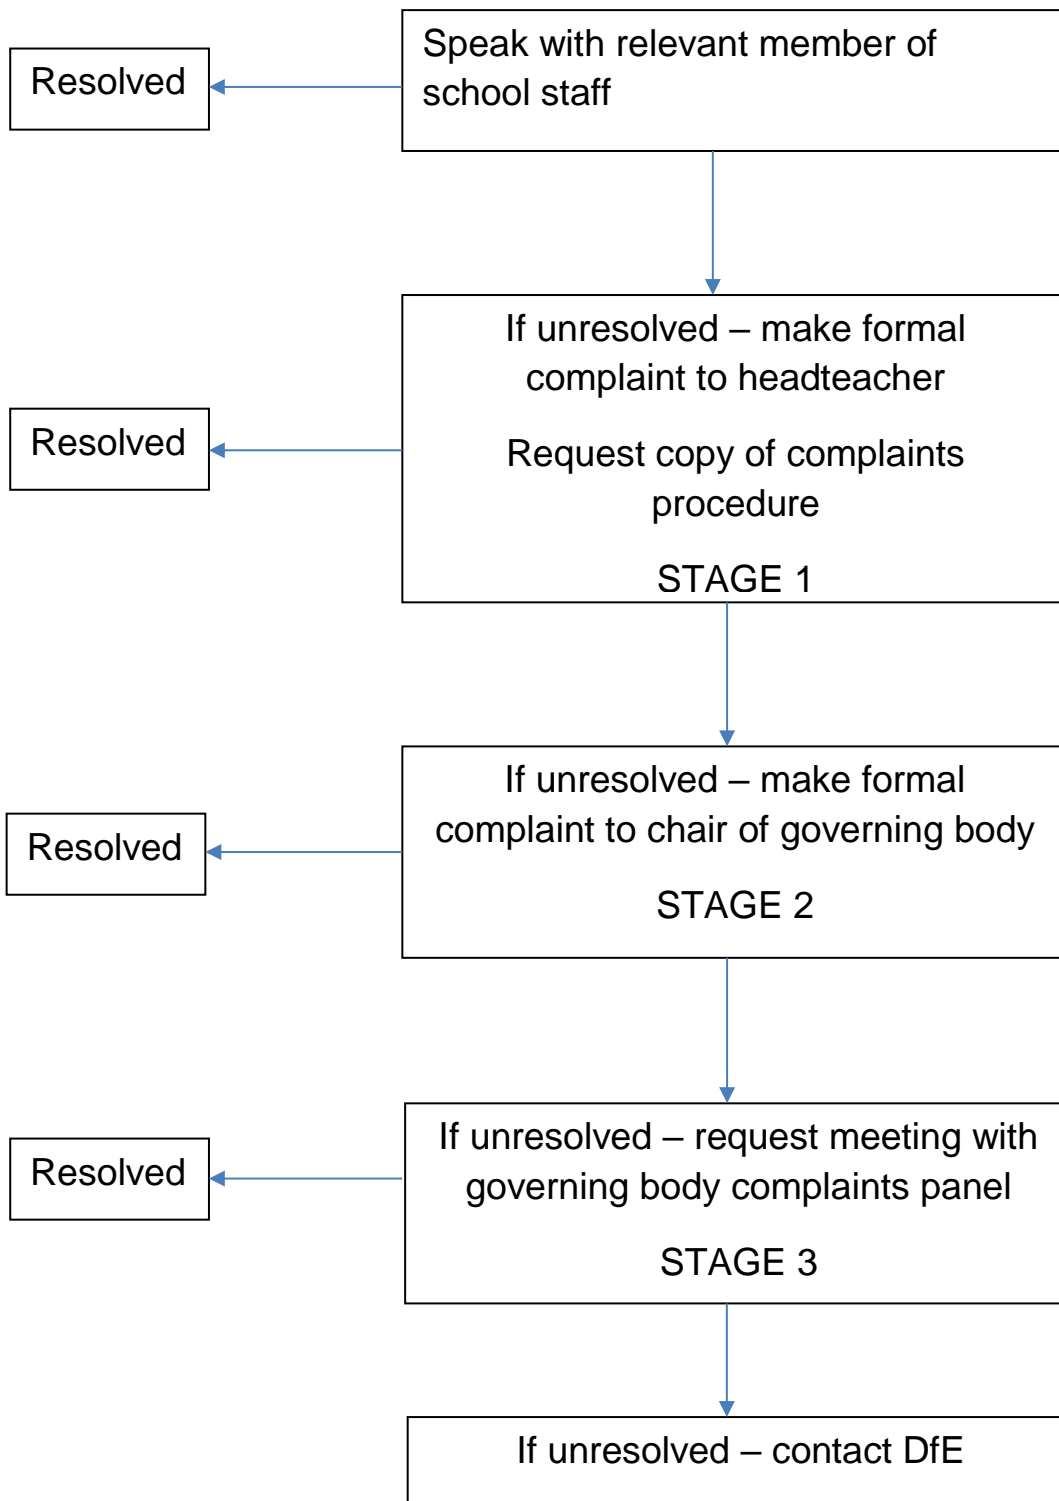 Speak with relevant member of
school staff
Resolved
If unresolved – make formal
complaint to headteacher
Request copy of complaints
procedure
STAGE 1
Resolved
If unresolved – make formal
complaint to chair of governing body
STAGE 2
Resolved
If unresolved – request meeting with
governing body complaints panel
STAGE 3
Resolved
If unresolved – contact DfE